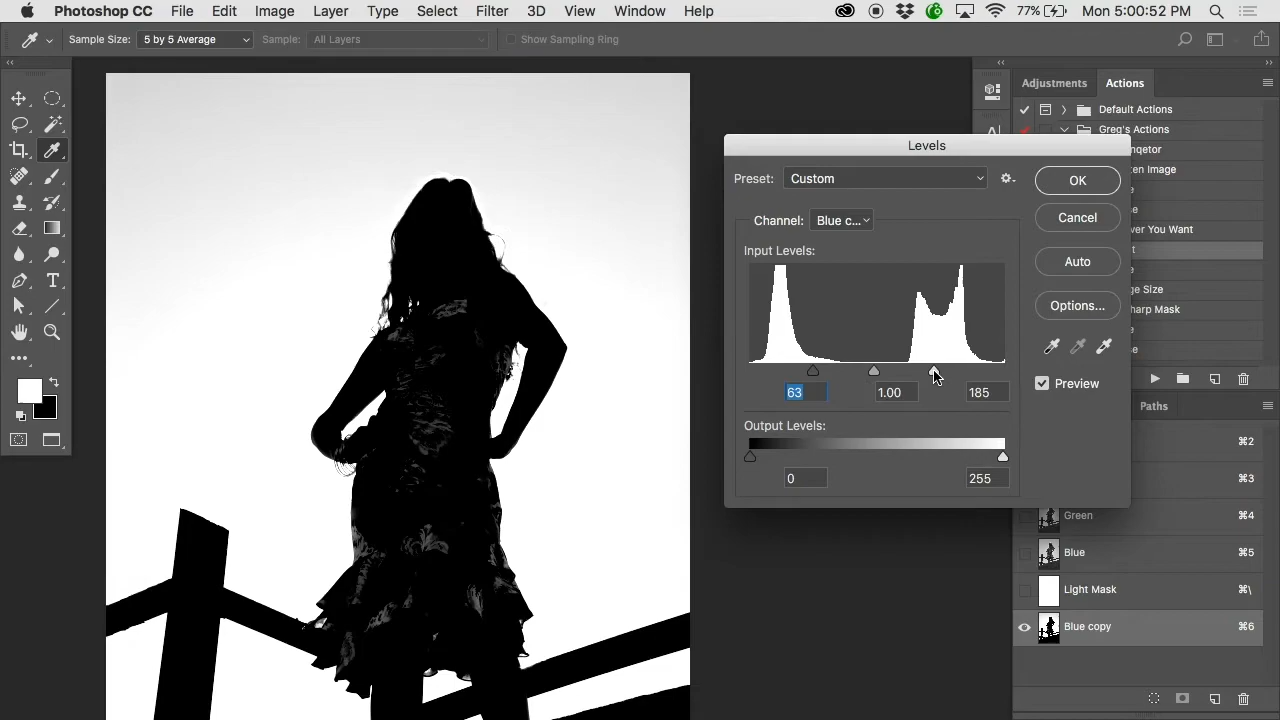 Photoshop CC File Edit Image Layer Type Select Filter 3D View Window Help 77% Mon 5:00:52 PM
Sample Size: 5 by 5 Average Sample: All Layers Show Sampling Ring
Adjustments Actions
Default Actions
Greg's Actions
Levels
Preset: Custom
OK
Channel: Blue c...
Cancel
Input Levels:
Auto
Options...
Preview
63 1.00 185
Output Levels:
0 255
Image
Size
Mask
Paths
⌘2
⌘3
Green ⌘4
Blue ⌘5
Light Mask ⌘\
Blue copy ⌘6